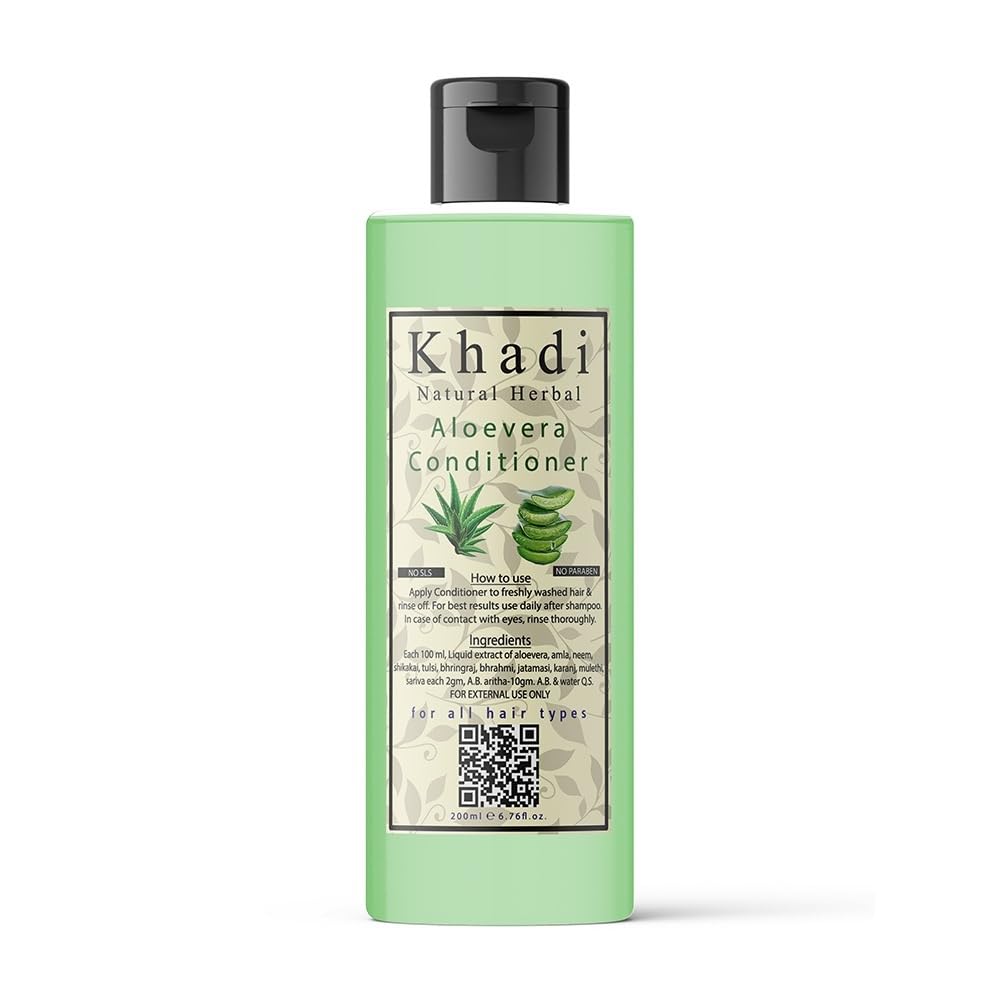 Khadi
Natural Herbal
Aloevera
Conditioner
NO SLS
NO PARABEN
How to use
Apply Conditioner to freshly washed hair &
rinse off. For best results use daily after shampoo.
In case of contact with eyes, rinse thoroughly.
Ingredients
Each 100 ml, Liquid extract of aloevera, amla, neem,
shikakai, tulsi, bhringraj, bhrahmi, jatamasi, karanj, mulethi,
sariva each 2gm, A.B. aritha-10gm. A.B. & water Q.S.
FOR EXTERNAL USE ONLY
for all hair types
200ml ℮ 6.76fl.oz.